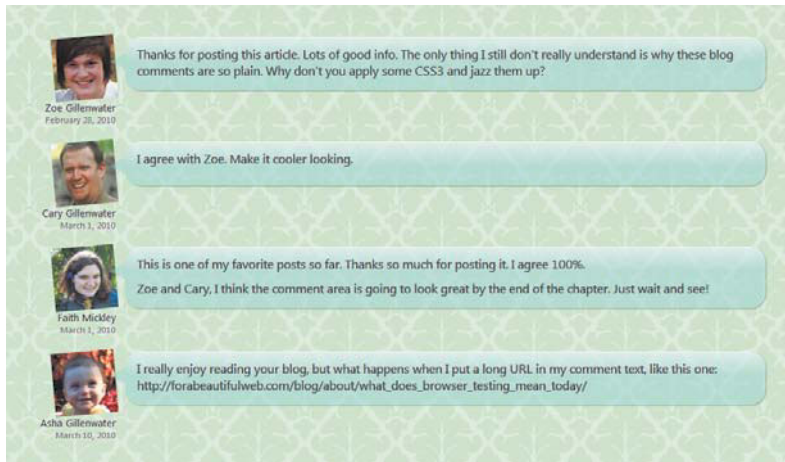 Thanks for posting this article. Lots of good info. The only thing I still don't really understand is why these blog
comments are so plain. Why don't you apply some CSS3 and jazz them up?
Zoe Gillenwater
February 28, 2010
I agree with Zoe. Make it cooler looking.
Cary Gillenwater
March 1, 2010
This is one of my favorite posts so far. Thanks so much for posting it. I agree 100%.
Zoe and Cary, I think the comment area is going to look great by the end of the chapter. Just wait and see!
Faith Mickley
March 1, 2010
I really enjoy reading your blog, but what happens when I put a long URL in my comment text, like this one:
http://forabeautifulweb.com/blog/about/what_does_browser_testing_mean_today/
Asha Gillenwater
March 10, 2010